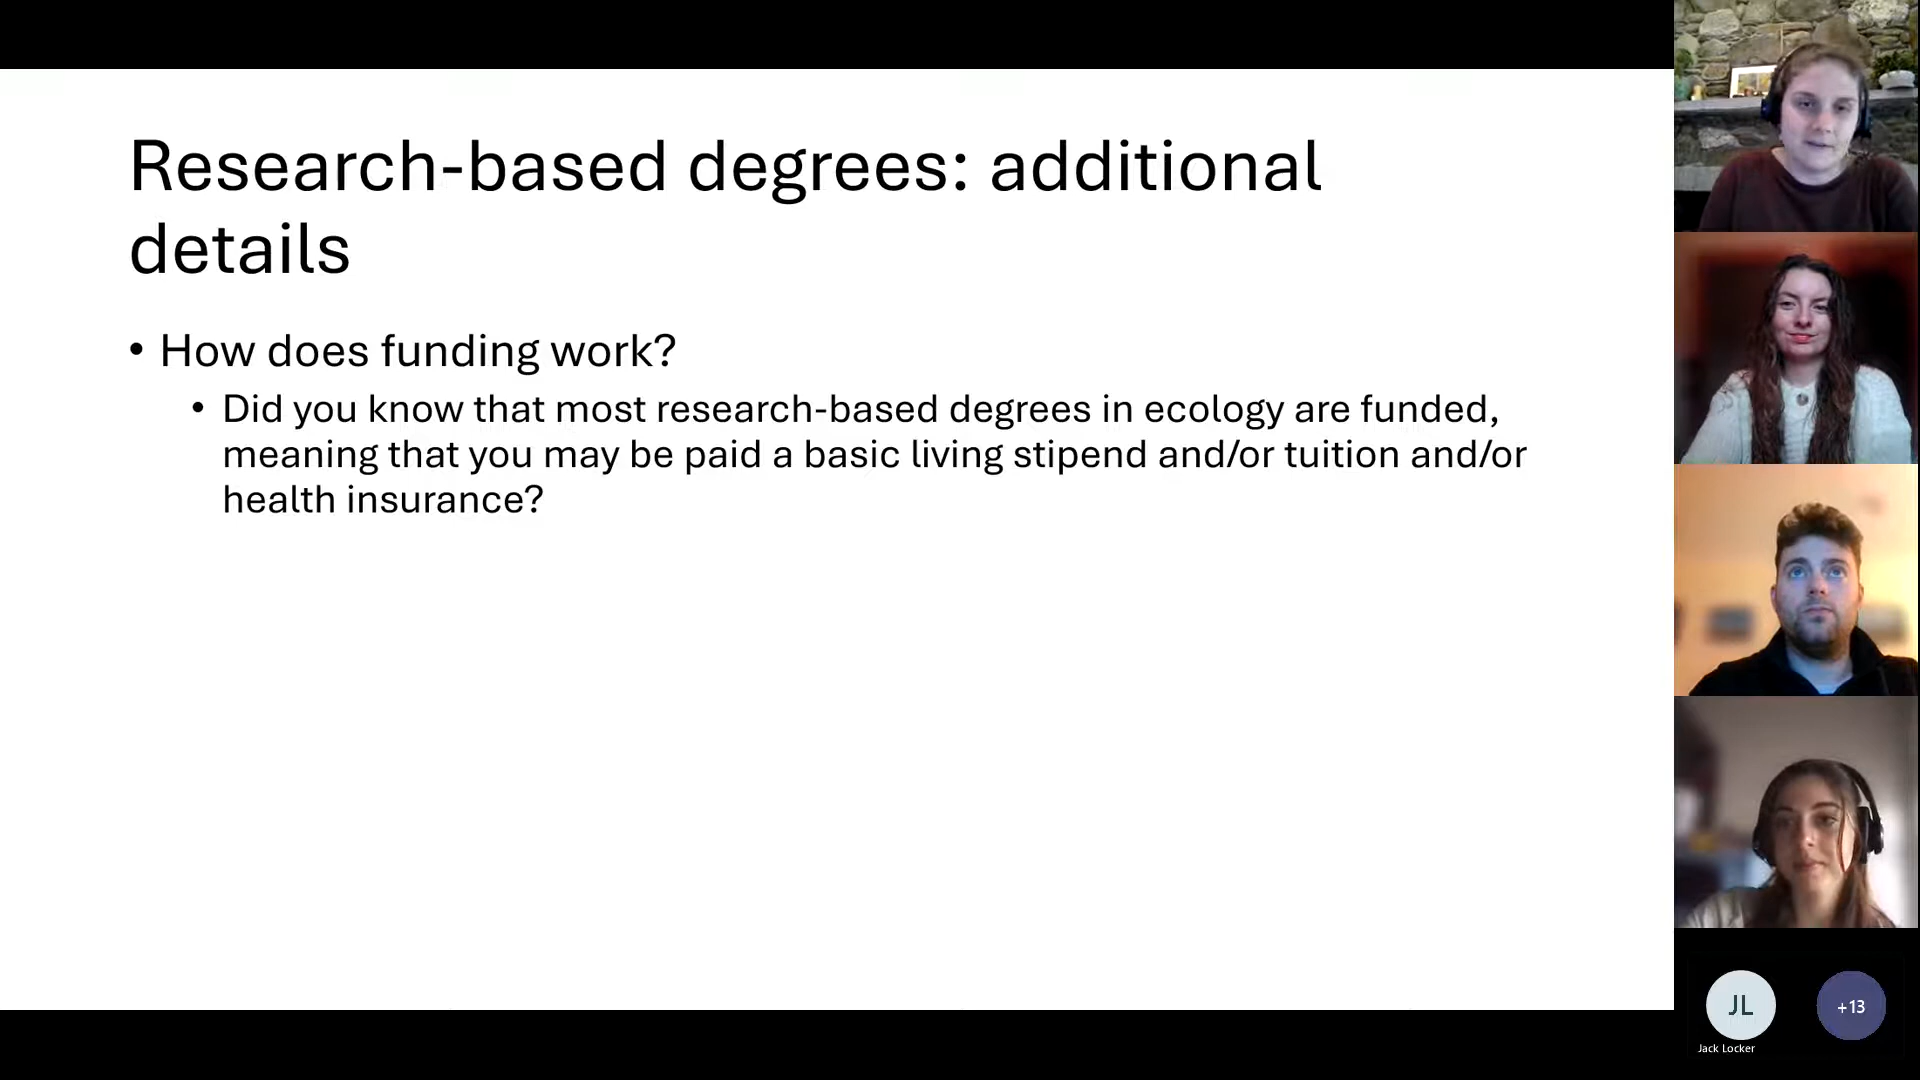 Research-based degrees: additional
details
• How does funding work?
• Did you know that most research-based degrees in ecology are funded,
meaning that you may be paid a basic living stipend and/or tuition and/or
health insurance?
JL
+13
Jack Locker